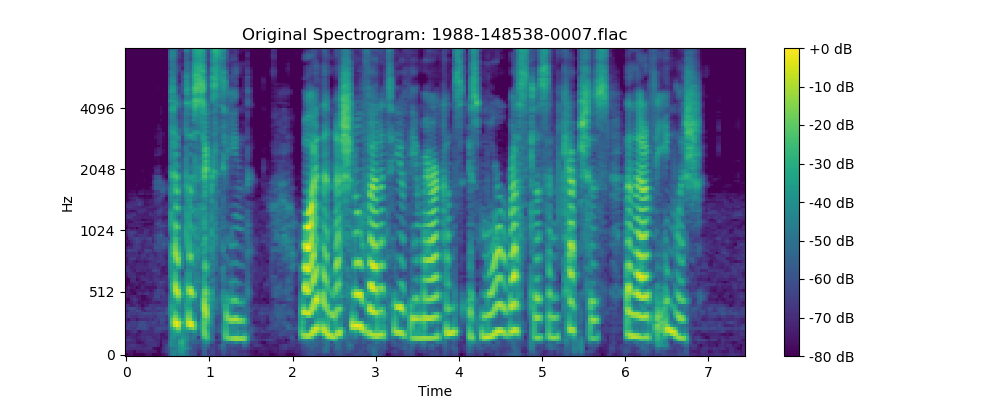 Original Spectrogram: 1988-148538-0007.flac
Hz
4096
2048
1024
512
0
0 1 2 3 4 5 6 7
Time
+0 dB
-10 dB
-20 dB
-30 dB
-40 dB
-50 dB
-60 dB
-70 dB
-80 dB